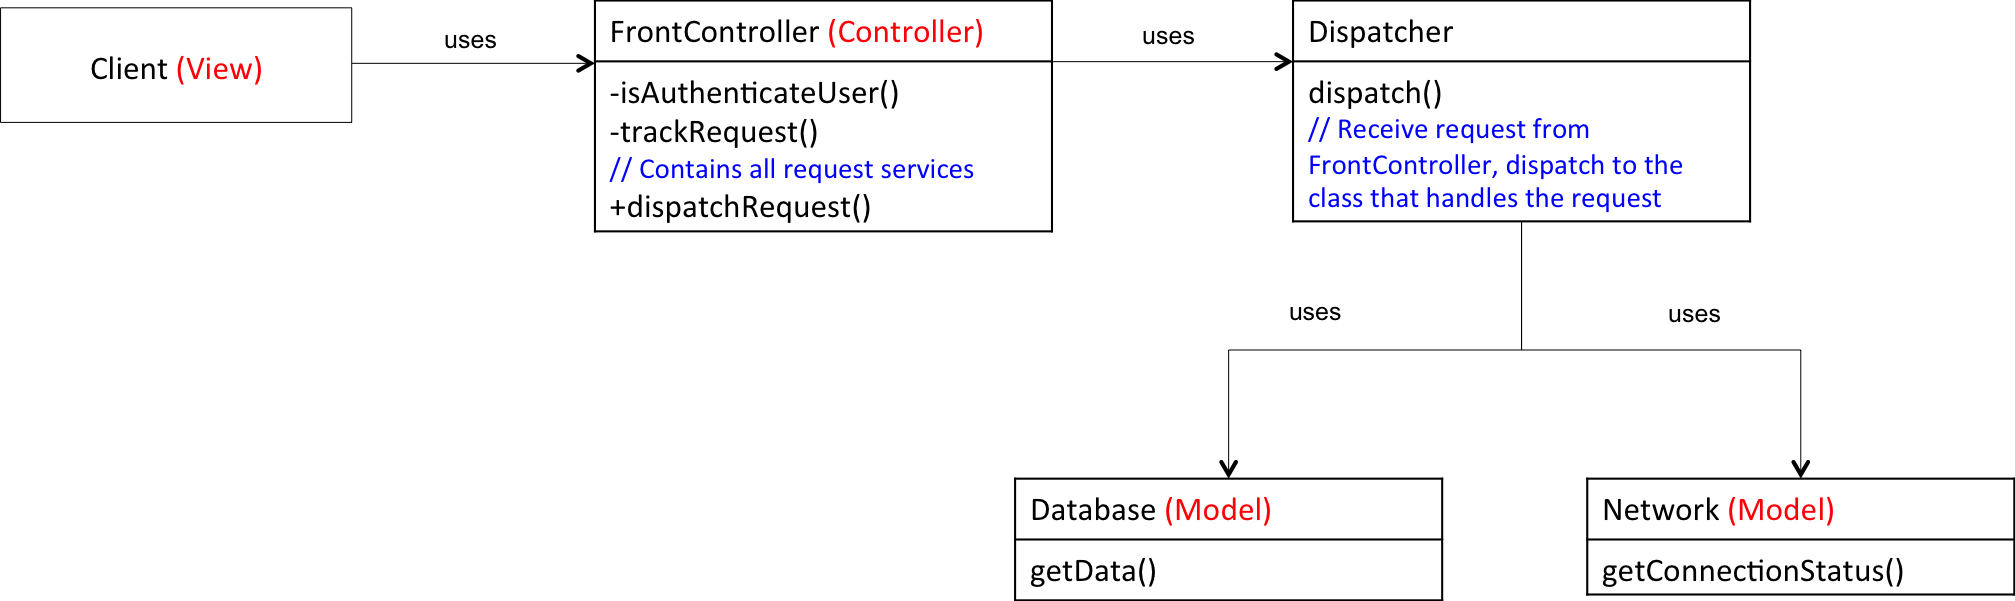 Client (View)
uses
FrontController (Controller)
-isAuthenticateUser()
-trackRequest()
// Contains all request services
+dispatchRequest()
uses
Dispatcher
dispatch()
// Receive request from
FrontController, dispatch to the
class that handles the request
uses
uses
Database (Model)
getData()
Network (Model)
getConnectionStatus()